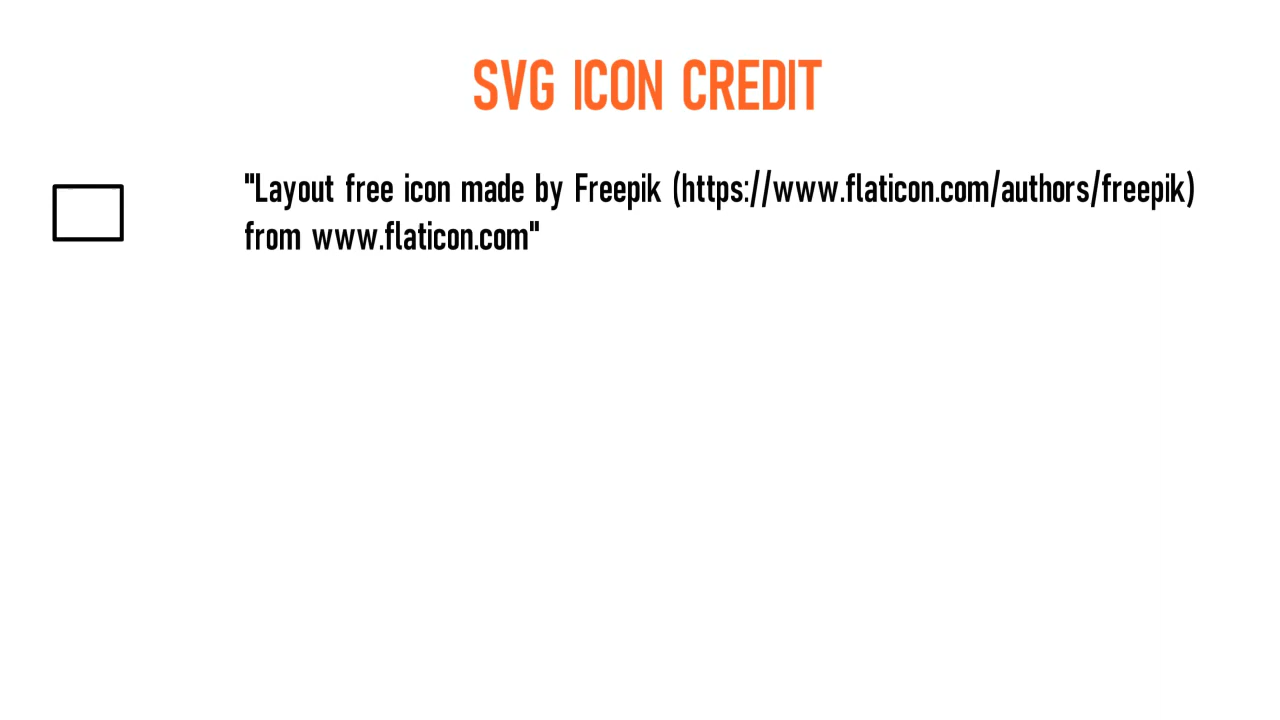 SVG ICON CREDIT
"Layout free icon made by Freepik (https://www.flaticon.com/authors/freepik)
from www.flaticon.com"